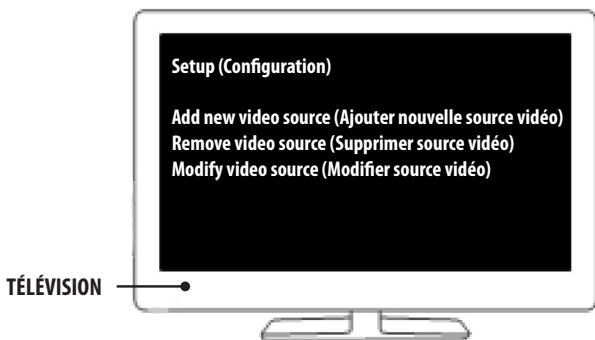 Setup (Configuration)
Add new video source (Ajouter nouvelle source vidéo)
Remove video source (Supprimer source vidéo)
Modify video source (Modifier source vidéo)
TÉLÉVISION